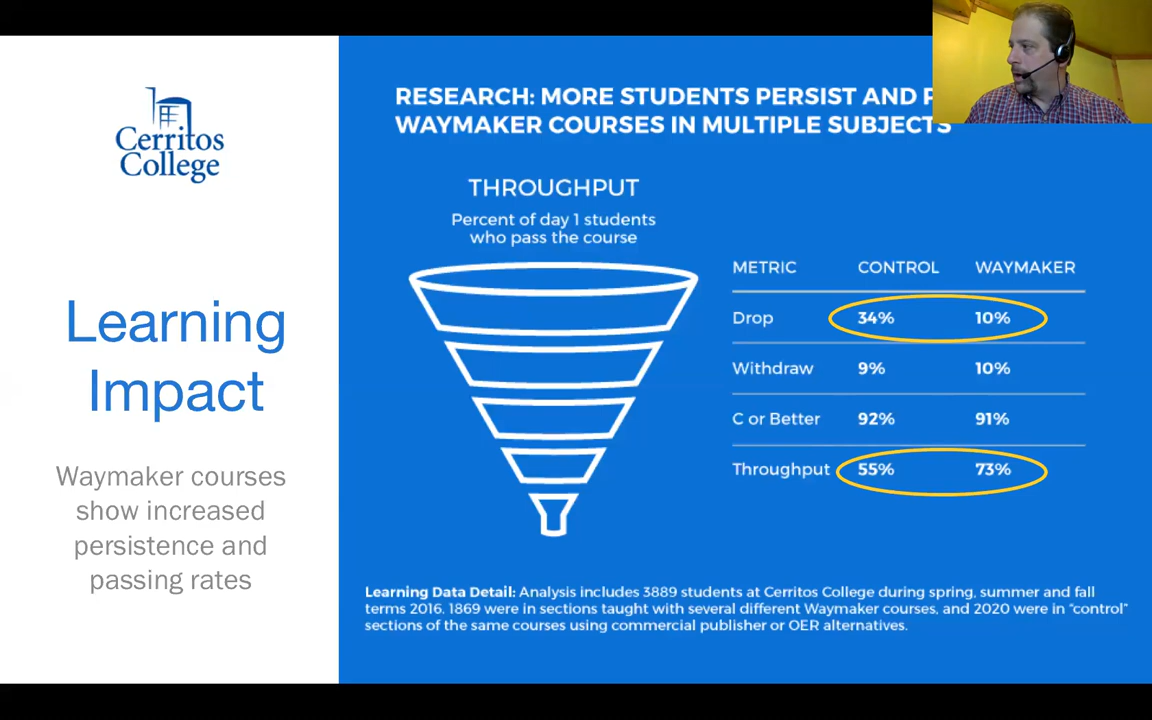 Cerritos
College
Learning
Impact
Waymaker courses
show increased
persistence and
passing rates
RESEARCH: MORE STUDENTS PERSIST AND
WAYMAKER COURSES IN MULTIPLE SUBJECTS
THROUGHPUT
Percent of day 1 students
who pass the course
METRIC CONTROL WAYMAKER
Drop 34% 10%
Withdraw 9% 10%
C or Better 92% 91%
Throughput 55% 73%
Learning Data Detail: Analysis includes 3889 students at Cerritos College during spring, summer and fall
terms 2016. 1869 were in sections taught with several different Waymaker courses, and 2020 were in “control”
sections of the same courses using commercial publisher or OER alternatives.